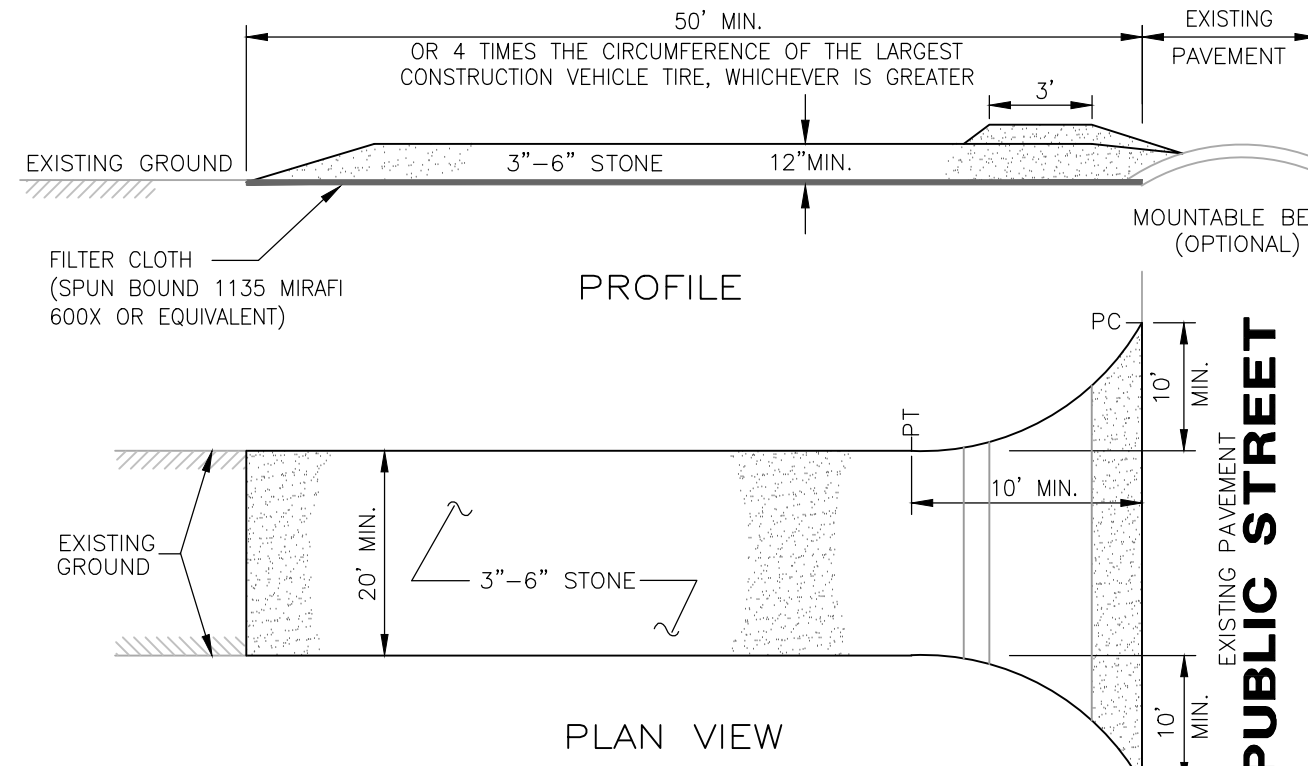 50' MIN.
OR 4 TIMES THE CIRCUMFERENCE OF THE LARGEST
CONSTRUCTION VEHICLE TIRE, WHICHEVER IS GREATER
EXISTING
PAVEMENT
3'
EXISTING GROUND
3"–6" STONE
12"MIN.
MOUNTABLE BE
(OPTIONAL)
FILTER CLOTH
(SPUN BOUND 1135 MIRAFI
600X OR EQUIVALENT)
PROFILE
PC
10'
MIN.
PT
10' MIN.
EXISTING
GROUND
20' MIN.
3"–6" STONE
EXISTING PAVEMENT
PUBLIC STREET
10'
MIN.
PLAN VIEW